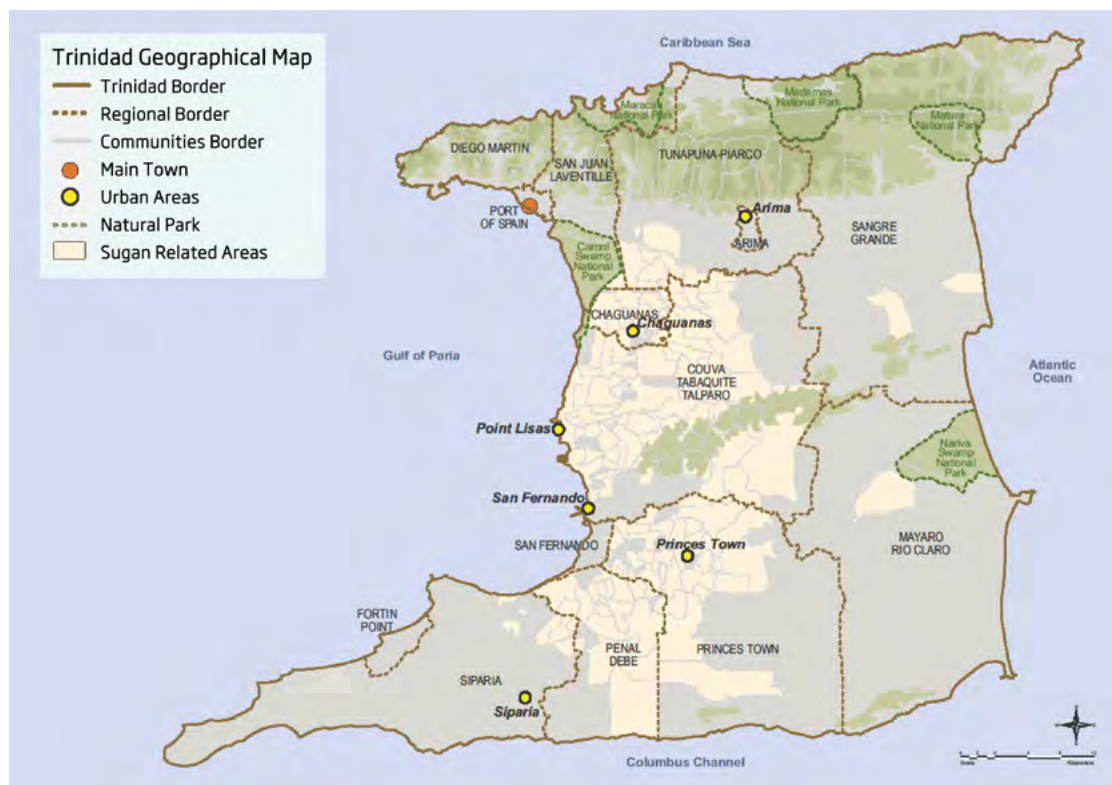 Trinidad Geographical Map
Trinidad Border
Regional Border
Communities Border
Main Town
Urban Areas
Natural Park
Sugan Related Areas
Caribbean Sea
Maracas
National Park
Madamas
National Park
Matura
National Park
DIEGO MARTIN
SAN JUAN
LAVENTILLE
TUNAPUNA-PIARCO
PORT
OF SPAIN
Arima
ARIMA
SANGRE
GRANDE
Caroni
Swamp
National
Park
CHAGUANAS
Chaguanas
Gulf of Paria
COUVA
TABAQUITE
TALPARO
Atlantic
Ocean
Point Lisas
Nariva
Swamp
National
Park
San Fernando
SAN FERNANDO
Princes Town
MAYARO
RIO CLARO
FORTIN
POINT
PENAL
DEBE
PRINCES TOWN
SIPARIA
Siparia
Columbus Channel